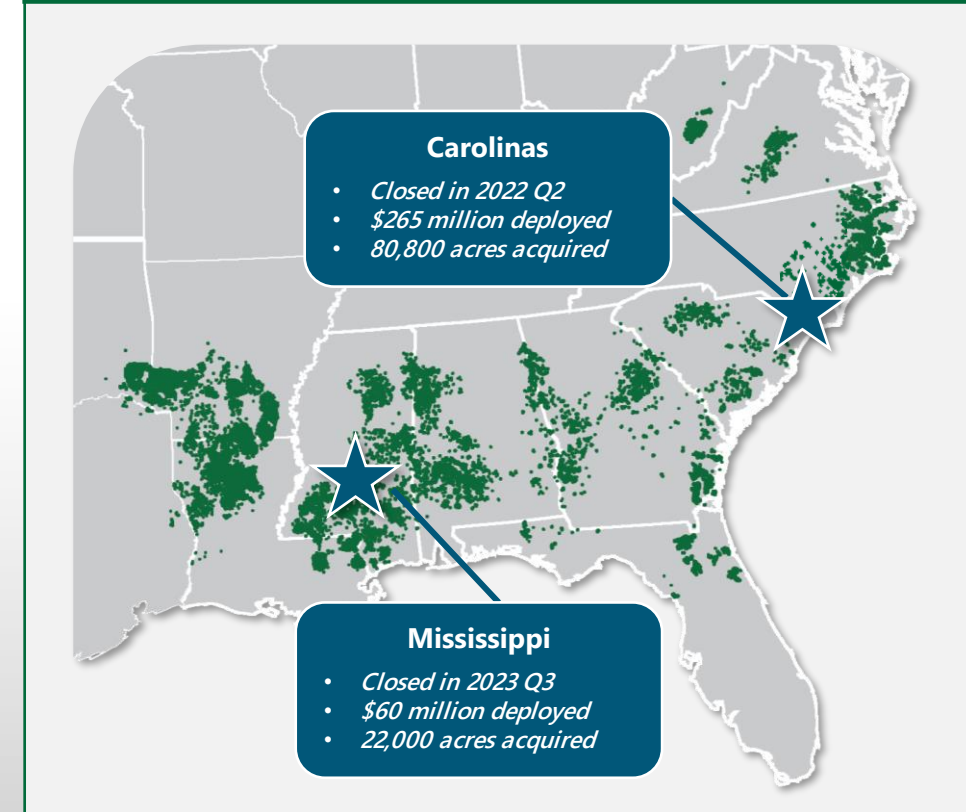 Carolinas
• Closed in 2022 Q2
• $265 million deployed
• 80,800 acres acquired
Mississippi
• Closed in 2023 Q3
• $60 million deployed
• 22,000 acres acquired